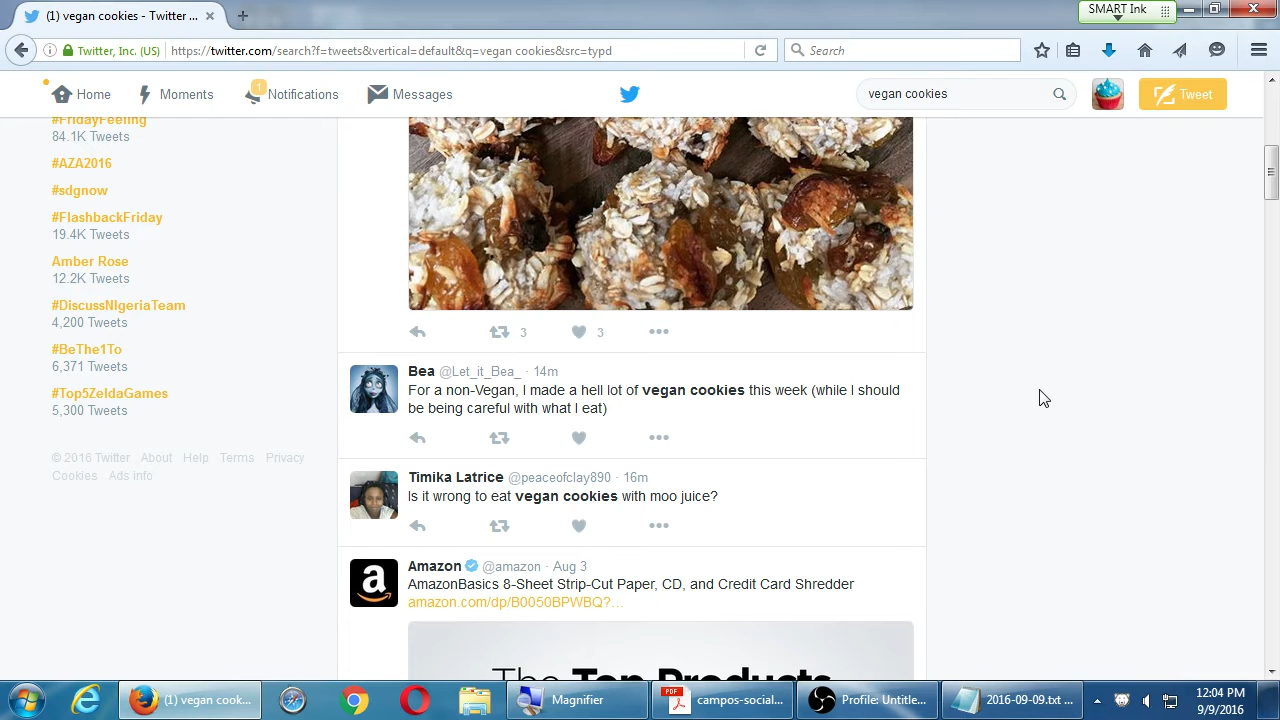 (1) vegan cookies - Twitter ...
SMART Ink
Twitter, Inc. (US)
https://twitter.com/search?f=tweets&vertical=default&q=vegan cookies&src=typd
Search
Home
Moments
1
Notifications
Messages
vegan cookies
Tweet
#FridayFeeling
84.1K Tweets
#AZA2016
#sdgnow
#FlashbackFriday
19.4K Tweets
Amber Rose
12.2K Tweets
#DiscussNIgeriaTeam
4,200 Tweets
#BeThe1To
6,371 Tweets
#Top5ZeldaGames
5,300 Tweets
© 2016 Twitter About Help Terms Privacy
Cookies Ads info
3 3
Bea @Let_it_Bea_ · 14m
For a non-Vegan, I made a hell lot of vegan cookies this week (while I should
be being careful with what I eat)
Timika Latrice @peaceofclay890 · 16m
Is it wrong to eat vegan cookies with moo juice?
a
Amazon @amazon · Aug 3
AmazonBasics 8-Sheet Strip-Cut Paper, CD, and Credit Card Shredder
amazon.com/dp/B0050BPWBQ?...
The Top Products
(1) vegan cook...
Magnifier
PDF
campos-social...
Profile: Untitle...
2016-09-09.txt ...
12:04 PM
9/9/2016